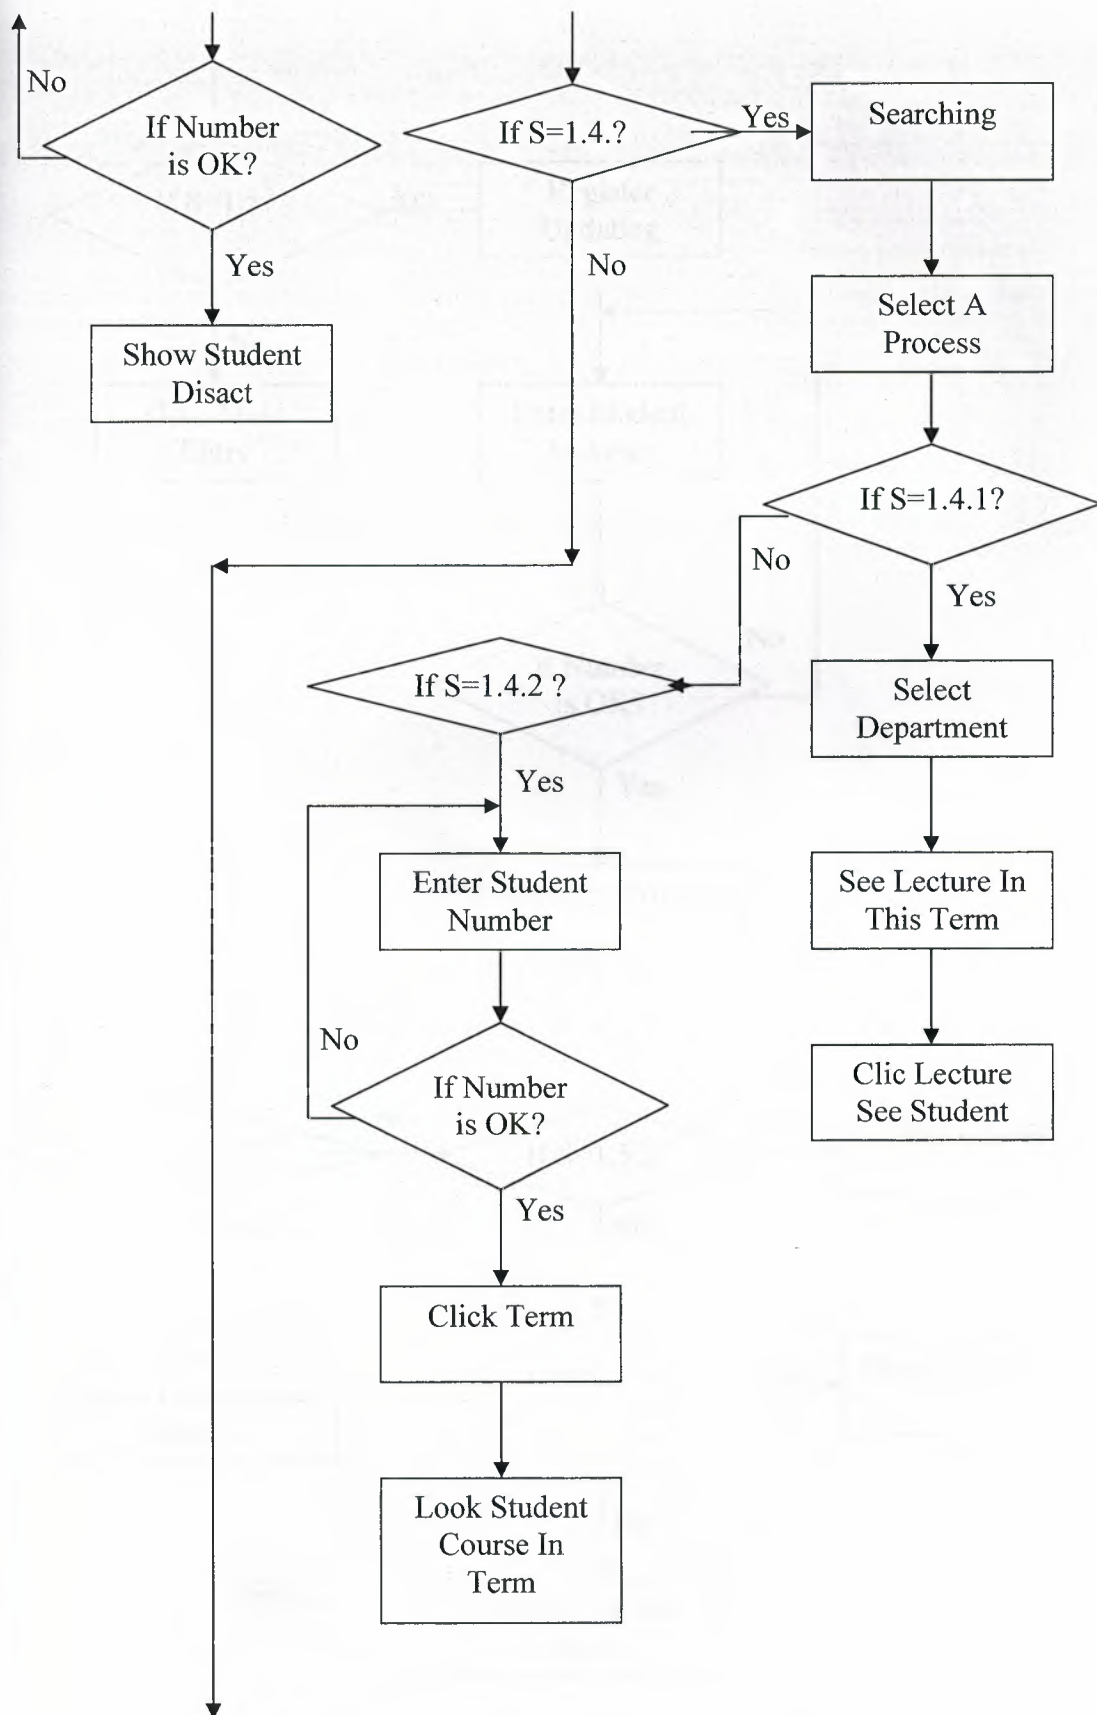 No
If Number
is OK?
Yes
Show Student
Disact
If S=1.4.?
Yes
No
Searching
Select A
Process
If S=1.4.1?
No
Yes
Select
Department
See Lecture In
This Term
Clic Lecture
See Student
If S=1.4.2 ?
Yes
Enter Student
Number
No
If Number
is OK?
Yes
Click Term
Look Student
Course In
Term